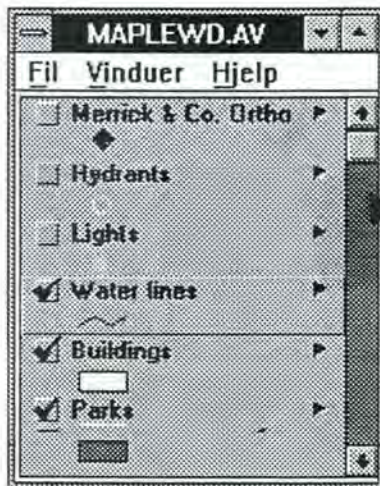 MAPLEWD.AV
Fil Vinduer Hjelp
Merrick & Co. Ortho
Hydrants
Lights
Water lines
Buildings
Parks